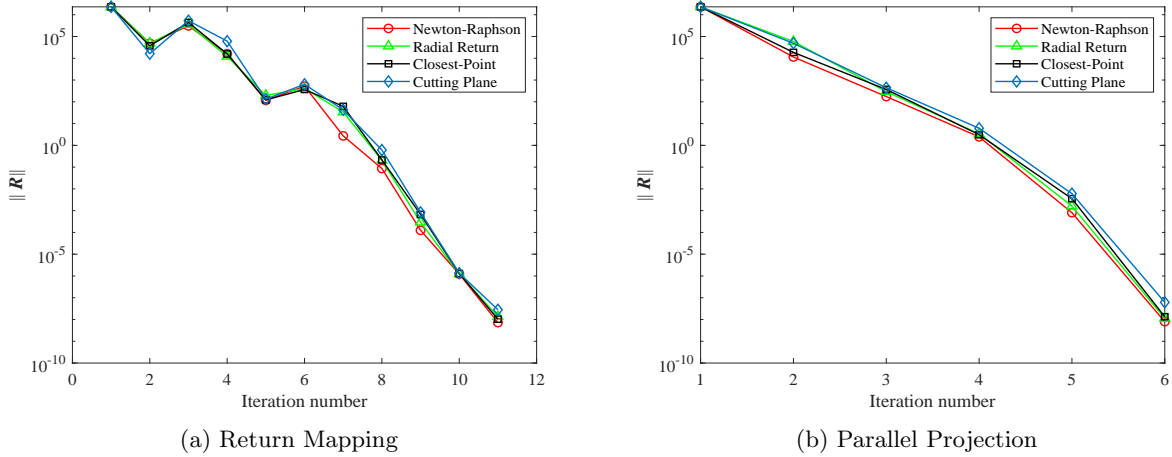 10^5
10^0
10^-5
10^-10
|| R ||
0 2 4 6 8 10 12
Iteration number
Newton-Raphson
Radial Return
Closest-Point
Cutting Plane
(a) Return Mapping
10^5
10^0
10^-5
10^-10
|| R ||
1 2 3 4 5 6
Iteration number
Newton-Raphson
Radial Return
Closest-Point
Cutting Plane
(b) Parallel Projection